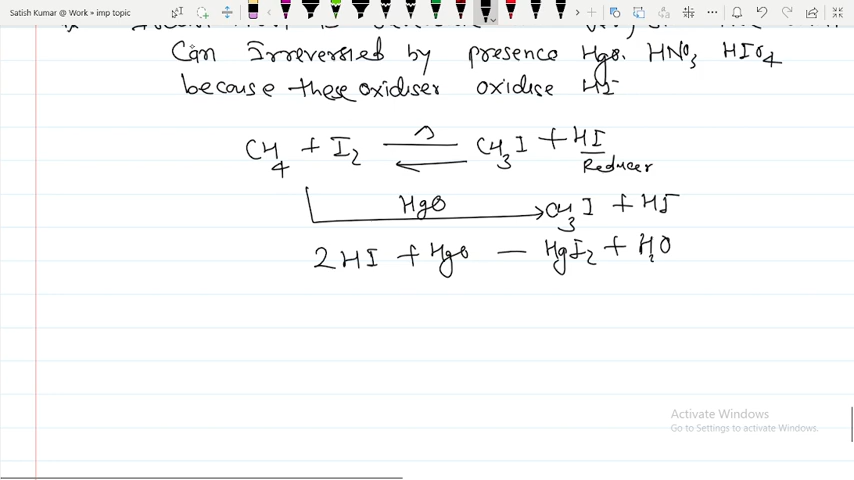 Satish Kumar @ Work » imp topic
Can Irreversied by presence HgO. HNO3 HIO4
because these oxidiser oxidise HI
CH4 + I2 ⇌ Δ CH3I + HI
Reducer
HgO → CH3I + HI
2HI + HgO — HgI2 + H2O
Activate Windows
Go to Settings to activate Windows.